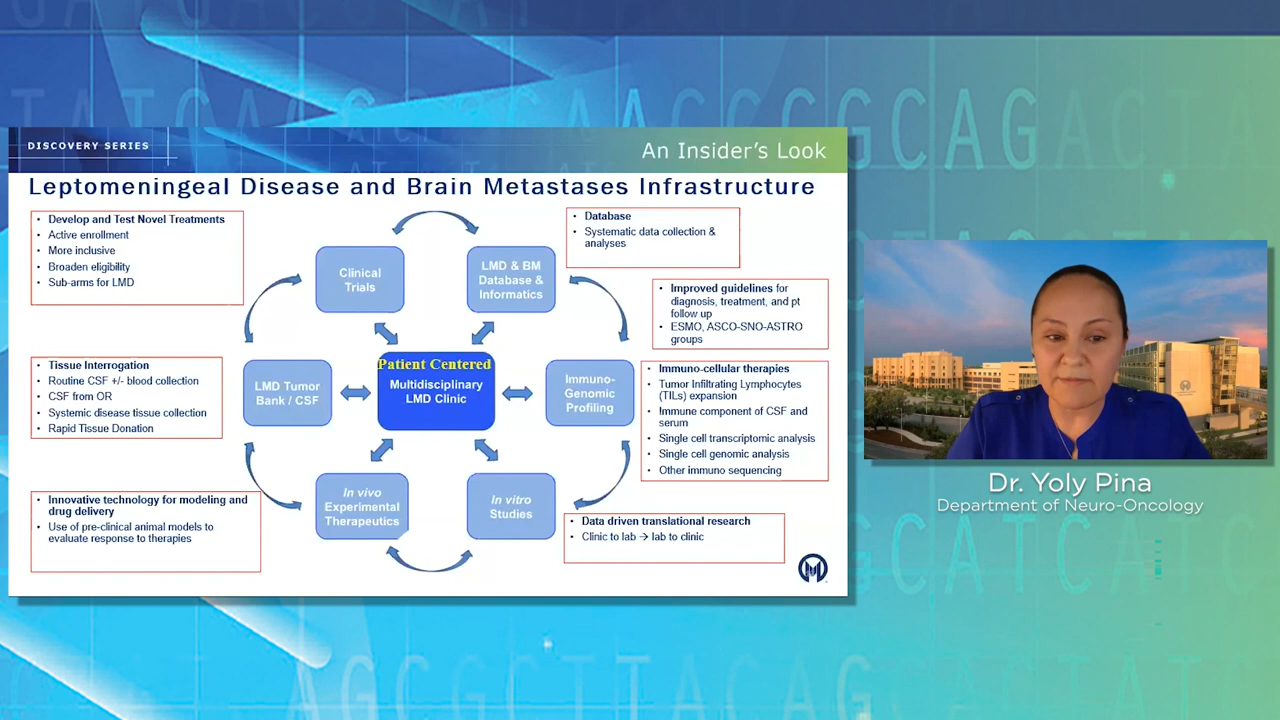 DISCOVERY SERIES
An Insider's Look
Leptomeningeal Disease and Brain Metastases Infrastructure
• Develop and Test Novel Treatments
• Active enrollment
• More inclusive
• Broaden eligibility
• Sub-arms for LMD
Clinical
Trials
LMD & BM
Database &
Informatics
• Database
• Systematic data collection &
analyses
• Improved guidelines for
diagnosis, treatment, and pt
follow up
• ESMO, ASCO-SNO-ASTRO
groups
• Tissue Interrogation
• Routine CSF +/- blood collection
• CSF from OR
• Systemic disease tissue collection
• Rapid Tissue Donation
LMD Tumor
Bank / CSF
Patient Centered
Multidisciplinary
LMD Clinic
Immuno-
Genomic
Profiling
• Immuno-cellular therapies
• Tumor Infiltrating Lymphocytes
(TILs) expansion
• Immune component of CSF and
serum
• Single cell transcriptomic analysis
• Single cell genomic analysis
• Other immuno sequencing
• Innovative technology for modeling and
drug delivery
• Use of pre-clinical animal models to
evaluate response to therapies
In vivo
Experimental
Therapeutics
In vitro
Studies
• Data driven translational research
• Clinic to lab → lab to clinic
Dr. Yoly Pina
Department of Neuro-Oncology